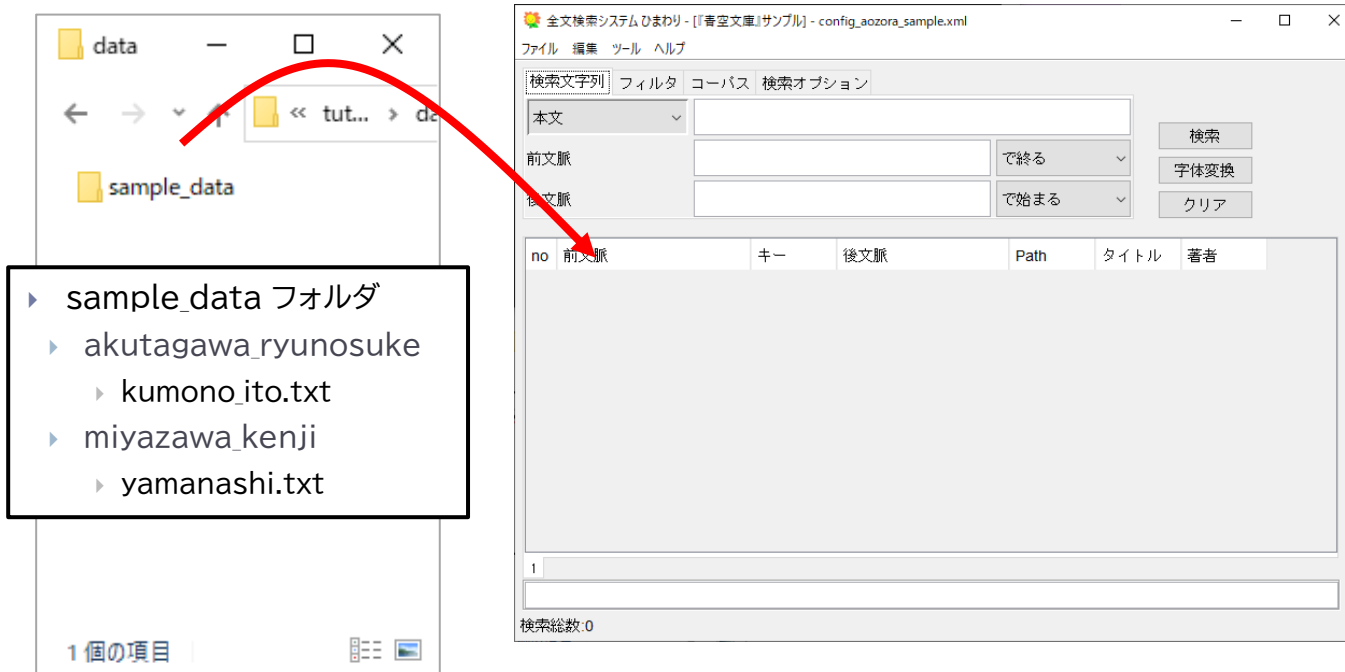 data
« tut... › da
sample_data
sample_data フォルダ
akutagawa_ryunosuke
kumono_ito.txt
miyazawa_kenji
yamanashi.txt
1 個の項目
全文検索システム ひまわり - [『青空文庫』サンプル] - config_aozora_sample.xml
ファイル 編集 ツール ヘルプ
検索文字列 フィルタ コーパス 検索オプション
本文
検索
前文脈 で終る
字体変換
後文脈 で始まる
クリア
no 前文脈 キー 後文脈 Path タイトル 著者
1
検索総数:0